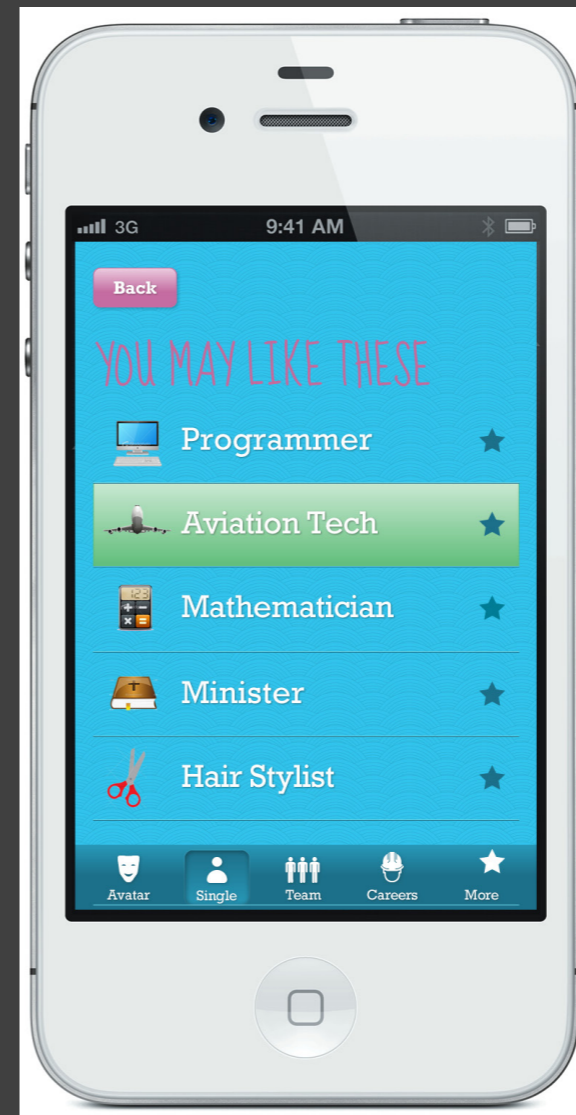 3G 9:41 AM
Back
YOU MAY LIKE THESE
Programmer
Aviation Tech
123
Mathematician
Minister
Hair Stylist
Avatar Single Team Careers More